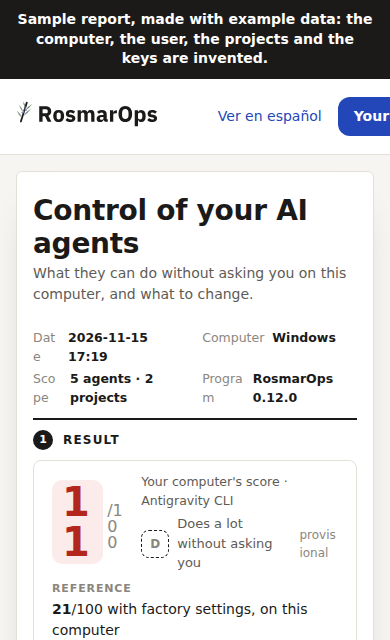 Sample report, made with example data: the
computer, the user, the projects and the
keys are invented.
RosmarOps
Ver en español
Your
Control of your AI
agents
What they can do without asking you on this
computer, and what to change.
Dat
e
2026-11-15
17:19
Computer Windows
Sco
pe
5 agents · 2
projects
Progra
m
RosmarOps
0.12.0
1 RESULT
1
1
/1
0
0
Your computer's score ·
Antigravity CLI
D
Does a lot
without asking
you
provis
ional
REFERENCE
21/100 with factory settings, on this
computer